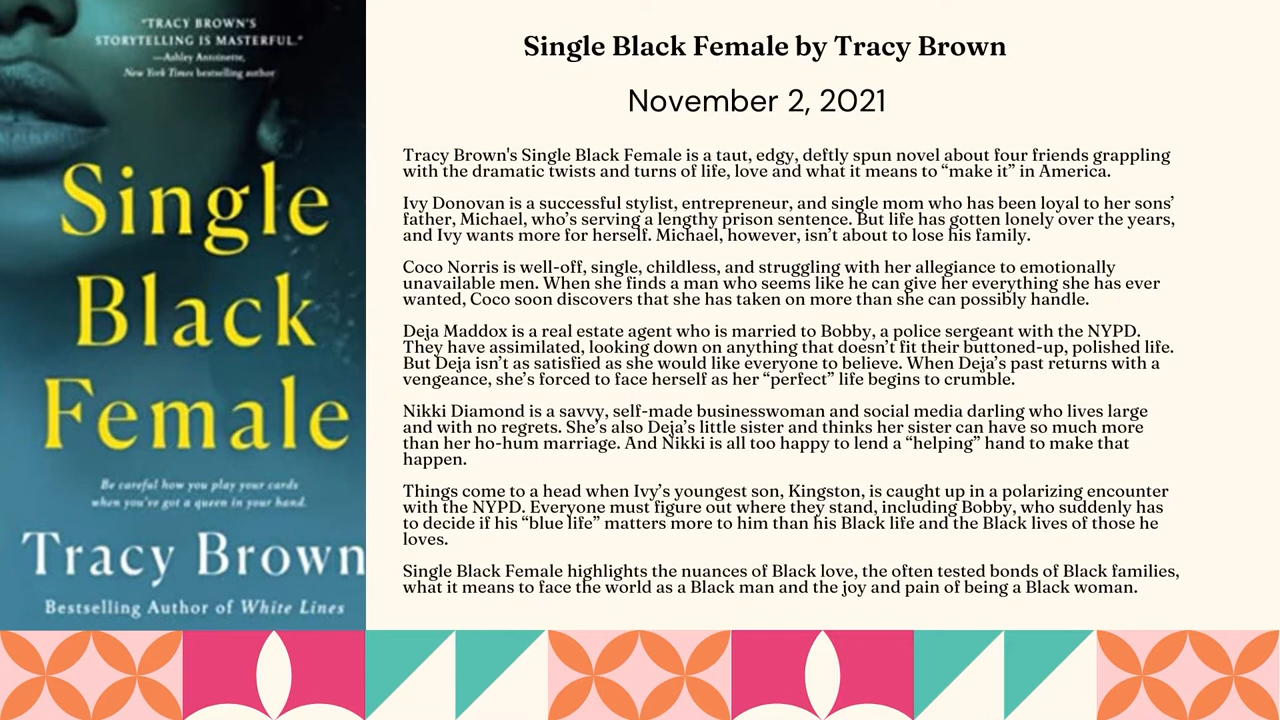 "TRACY BROWN'S
STORYTELLING IS MASTERFUL."
—Ashley Antoinette,
New York Times bestselling author
Single
Black
Female
Be careful how you play your cards
when you've got a queen in your hand.
Tracy Brown
Bestselling Author of White Lines
Single Black Female by Tracy Brown
November 2, 2021
Tracy Brown's Single Black Female is a taut, edgy, deftly spun novel about four friends grappling
with the dramatic twists and turns of life, love and what it means to “make it” in America.
Ivy Donovan is a successful stylist, entrepreneur, and single mom who has been loyal to her sons’
father, Michael, who’s serving a lengthy prison sentence. But life has gotten lonely over the years,
and Ivy wants more for herself. Michael, however, isn’t about to lose his family.
Coco Norris is well-off, single, childless, and struggling with her allegiance to emotionally
unavailable men. When she finds a man who seems like he can give her everything she has ever
wanted, Coco soon discovers that she has taken on more than she can possibly handle.
Deja Maddox is a real estate agent who is married to Bobby, a police sergeant with the NYPD.
They have assimilated, looking down on anything that doesn’t fit their buttoned-up, polished life.
But Deja isn’t as satisfied as she would like everyone to believe. When Deja’s past returns with a
vengeance, she’s forced to face herself as her “perfect” life begins to crumble.
Nikki Diamond is a savvy, self-made businesswoman and social media darling who lives large
and with no regrets. She’s also Deja’s little sister and thinks her sister can have so much more
than her ho-hum marriage. And Nikki is all too happy to lend a “helping” hand to make that
happen.
Things come to a head when Ivy’s youngest son, Kingston, is caught up in a polarizing encounter
with the NYPD. Everyone must figure out where they stand, including Bobby, who suddenly has
to decide if his “blue life” matters more to him than his Black life and the Black lives of those he
loves.
Single Black Female highlights the nuances of Black love, the often tested bonds of Black families,
what it means to face the world as a Black man and the joy and pain of being a Black woman.